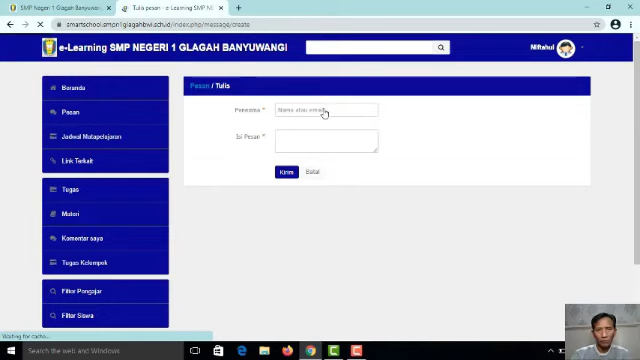 SMP Negeri 1 Glagah Banyuwangi
Tulis pesan - e-Learning SMP N
smartschool.smpn1glagahbwi.sch.id/index.php/message/create
e-Learning SMP NEGERI 1 GLAGAH BANYUWANGI
Niftahul
Beranda
Pesan
Jadwal Matapelajaran
Link Terkait
Tugas
Materi
Komentar saya
Tugas Kelompok
Filter Pengajar
Filter Siswa
Pesan / Tulis
Penerima *
Nama atau email
Isi Pesan *
Kirim
Batal
Waiting for cache...
Search the web and Windows